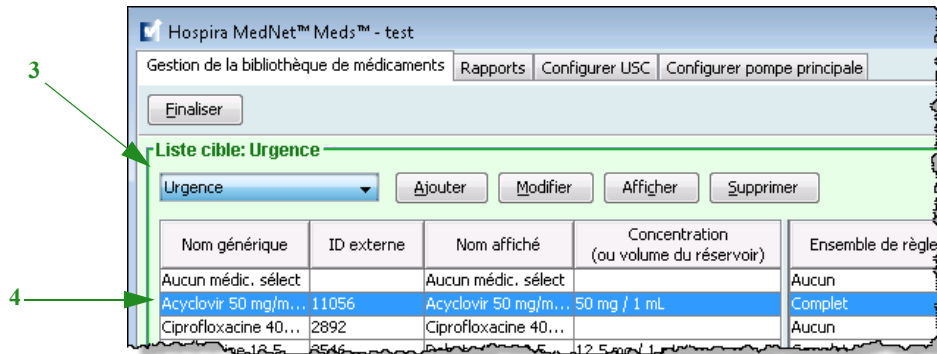 Hospira MedNet™ Meds™ - test
Gestion de la bibliothèque de médicaments Rapports Configurer USC Configurer pompe principale
3
Finaliser
Liste cible: Urgence
Urgence Ajouter Modifier Afficher Supprimer
Nom générique ID externe Nom affiché Concentration (ou volume du réservoir) Ensemble de règle
Aucun médic. sélect Aucun médic. sélect Aucun
4 Acyclovir 50 mg/m... 11056 Acyclovir 50 mg/m... 50 mg / 1 mL Complet
Ciprofloxacine 40... 2892 Ciprofloxacine 40... Aucun